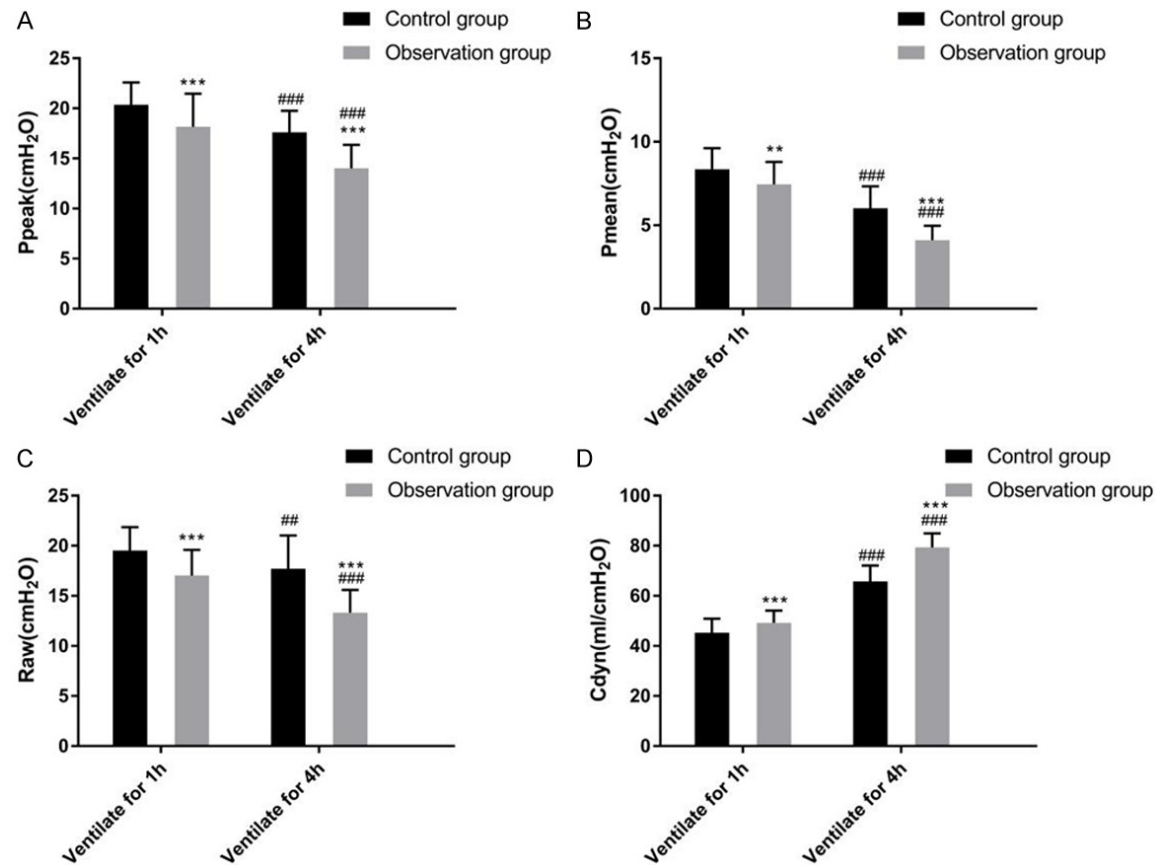 A
Control group
Observation group
Ppeak(cmH2O)
25
20
15
10
5
0
***
###
###
***
Ventilate for 1h
Ventilate for 4h
B
Control group
Observation group
Pmean(cmH2O)
15
10
5
0
**
###
***
###
Ventilate for 1h
Ventilate for 4h
C
Control group
Observation group
Raw(cmH2O)
25
20
15
10
5
0
***
##
***
###
Ventilate for 1h
Ventilate for 4h
D
Control group
Observation group
Cdyn(ml/cmH2O)
100
80
60
40
20
0
***
###
***
###
Ventilate for 1h
Ventilate for 4h